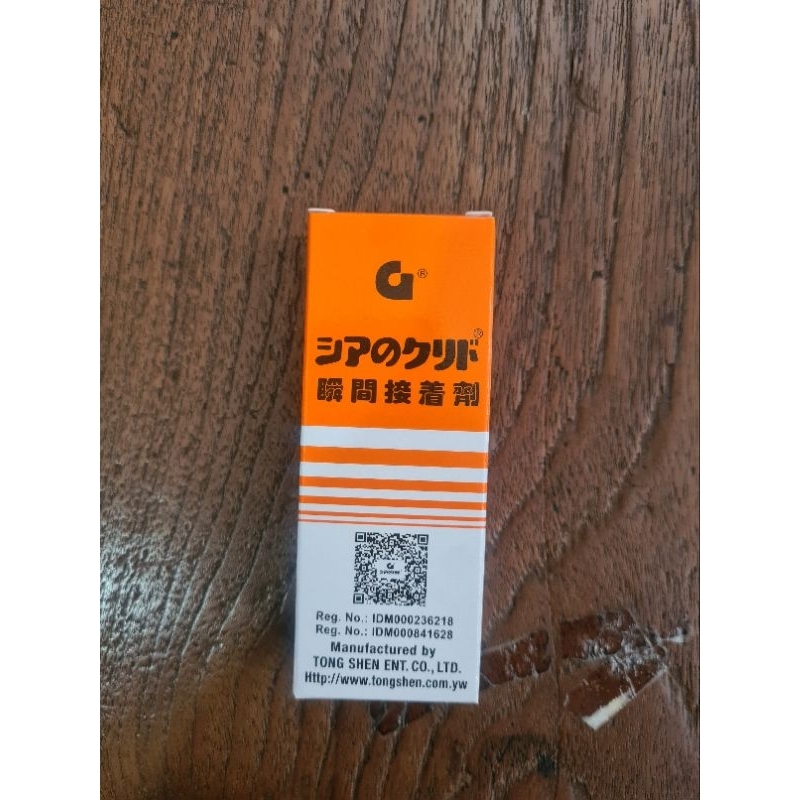 G®
シアのクリド®
瞬間接着劑
Reg. No.: IDM000236218
Reg. No.: IDM000841628
Manufactured by
TONG SHEN ENT. CO., LTD.
Http://www.tongshen.com.yw